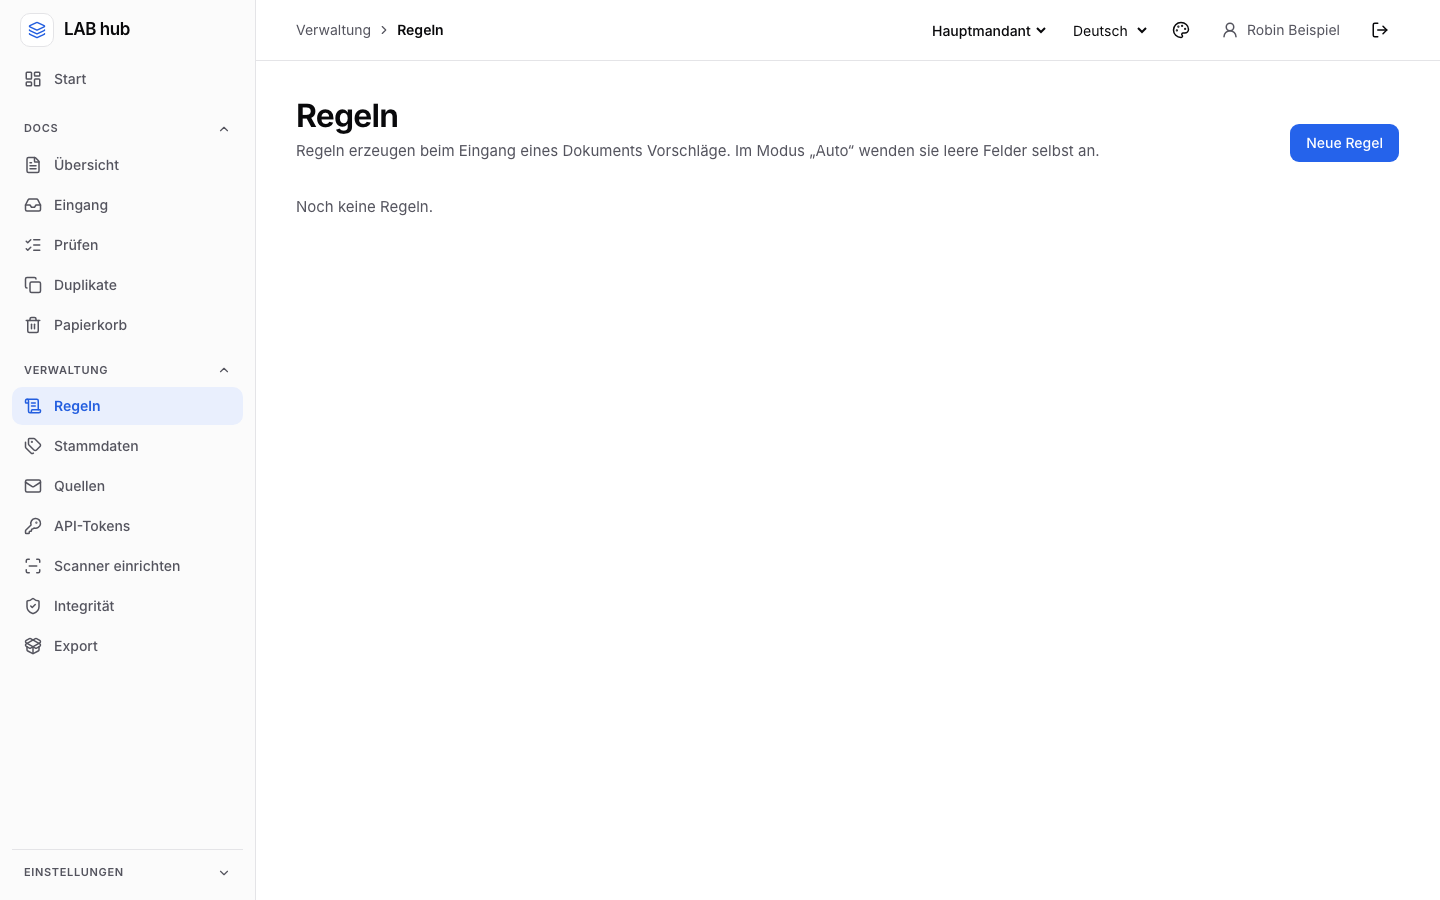 LAB hub
Start
DOCS
Übersicht
Eingang
Prüfen
Duplikate
Papierkorb
VERWALTUNG
Regeln
Stammdaten
Quellen
API-Tokens
Scanner einrichten
Integrität
Export
EINSTELLUNGEN
Verwaltung > Regeln
Hauptmandant
Deutsch
Robin Beispiel
Regeln
Regeln erzeugen beim Eingang eines Dokuments Vorschläge. Im Modus „Auto“ wenden sie leere Felder selbst an.
Neue Regel
Noch keine Regeln.